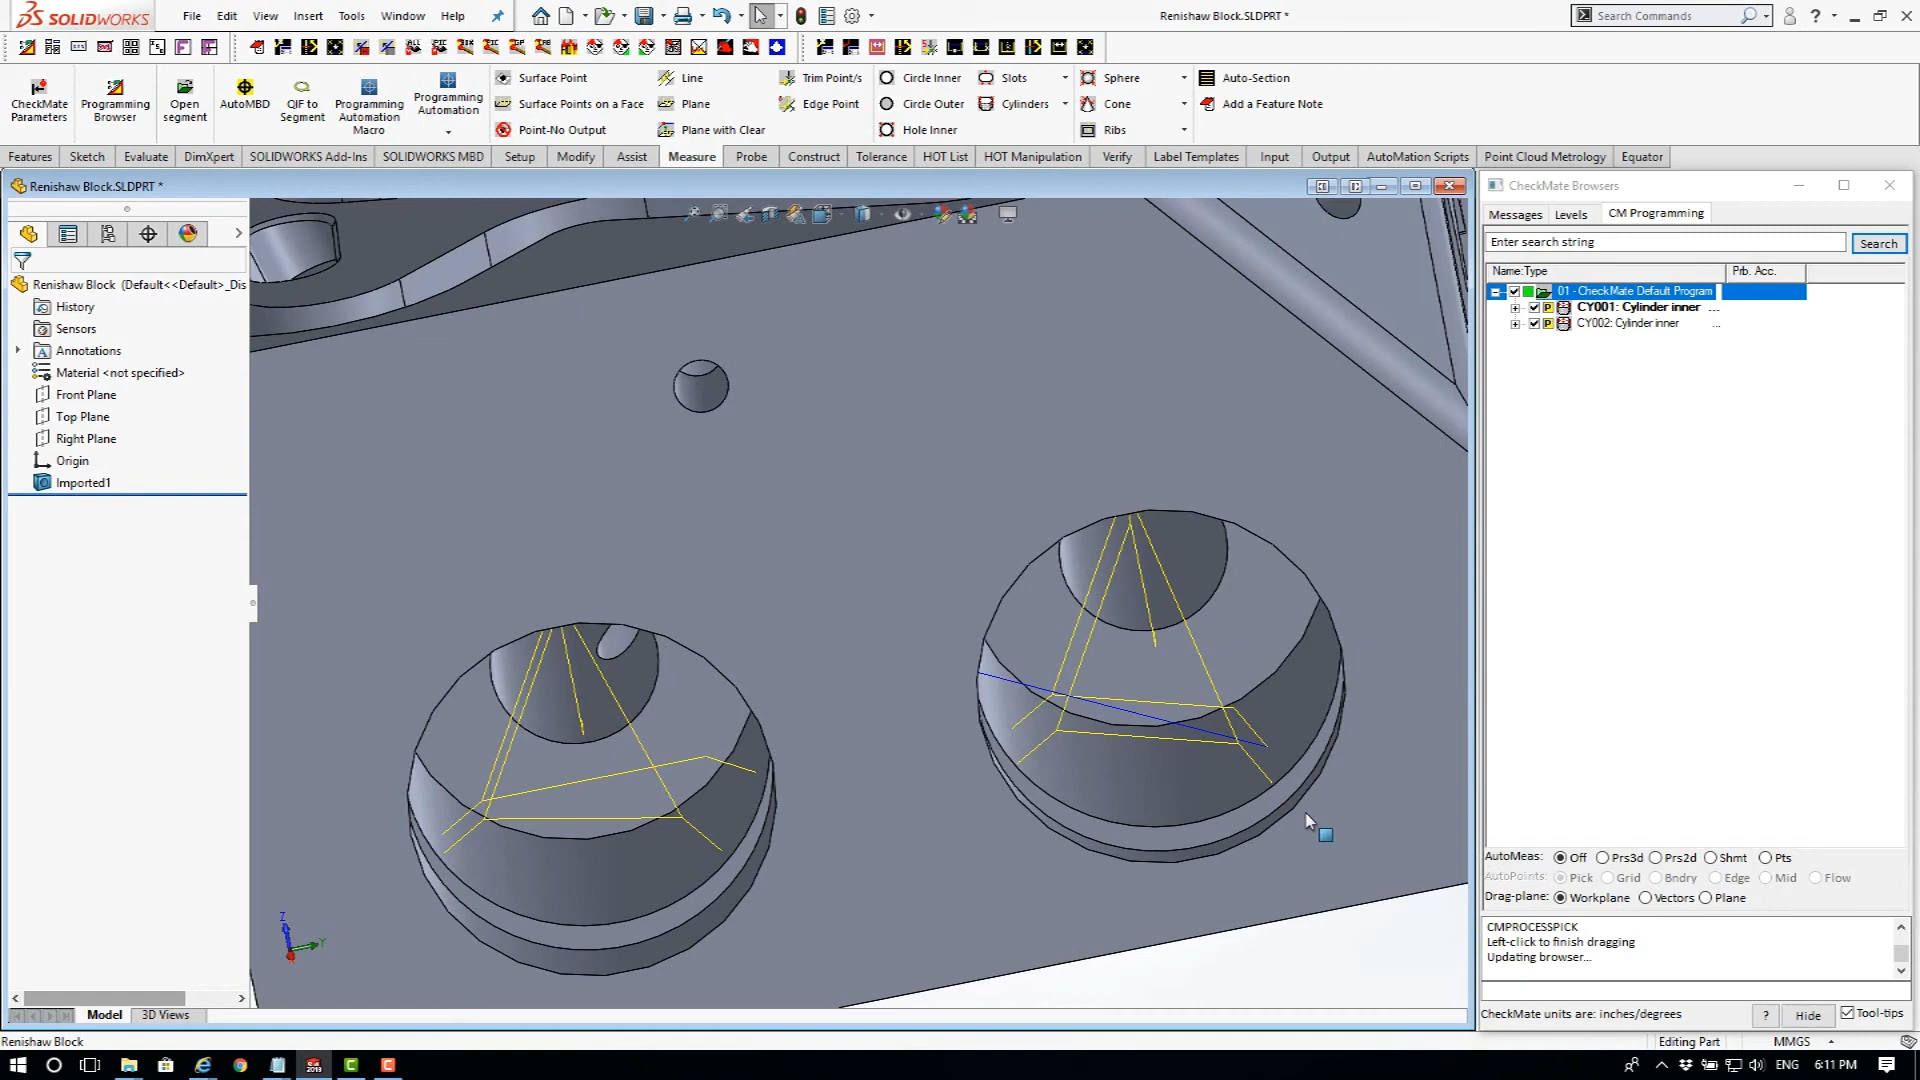 SOLIDWORKS File Edit View Insert Tools Window Help Renishaw Block.SLDPRT * Search Commands
CheckMate Parameters
Programming Browser
Open segment
AutoMBD
QIF to Segment
Programming Automation Macro
Programming Automation
Surface Point
Surface Points on a Face
Point-No Output
Line
Plane
Plane with Clear
Trim Point/s
Edge Point
Circle Inner
Circle Outer
Hole Inner
Slots
Cylinders
Sphere
Cone
Ribs
Auto-Section
Add a Feature Note
Features Sketch Evaluate DimXpert SOLIDWORKS Add-Ins SOLIDWORKS MBD Setup Modify Assist Measure Probe Construct Tolerance HOT List HOT Manipulation Verify Label Templates Input Output AutoMation Scripts Point Cloud Metrology Equator
Renishaw Block.SLDPRT *
Renishaw Block (Default<<Default>_Dis
History
Sensors
Annotations
Material <not specified>
Front Plane
Top Plane
Right Plane
Origin
Imported1
Z
Y
Model 3D Views
CheckMate Browsers
Messages Levels CM Programming
Enter search string Search
Name:Type Prb. Acc.
01 - CheckMate Default Program
P CY001: Cylinder inner ...
P CY002: Cylinder inner ...
AutoMeas: Off Prs3d Prs2d Shmt Pts
AutoPoints: Pick Grid Bndry Edge Mid Flow
Drag-plane: Workplane Vectors Plane
CMPROCESSPICK
Left-click to finish dragging
Updating browser...
CheckMate units are: inches/degrees ? Hide Tool-tips
Renishaw Block Editing Part MMGS
ENG 6:11 PM